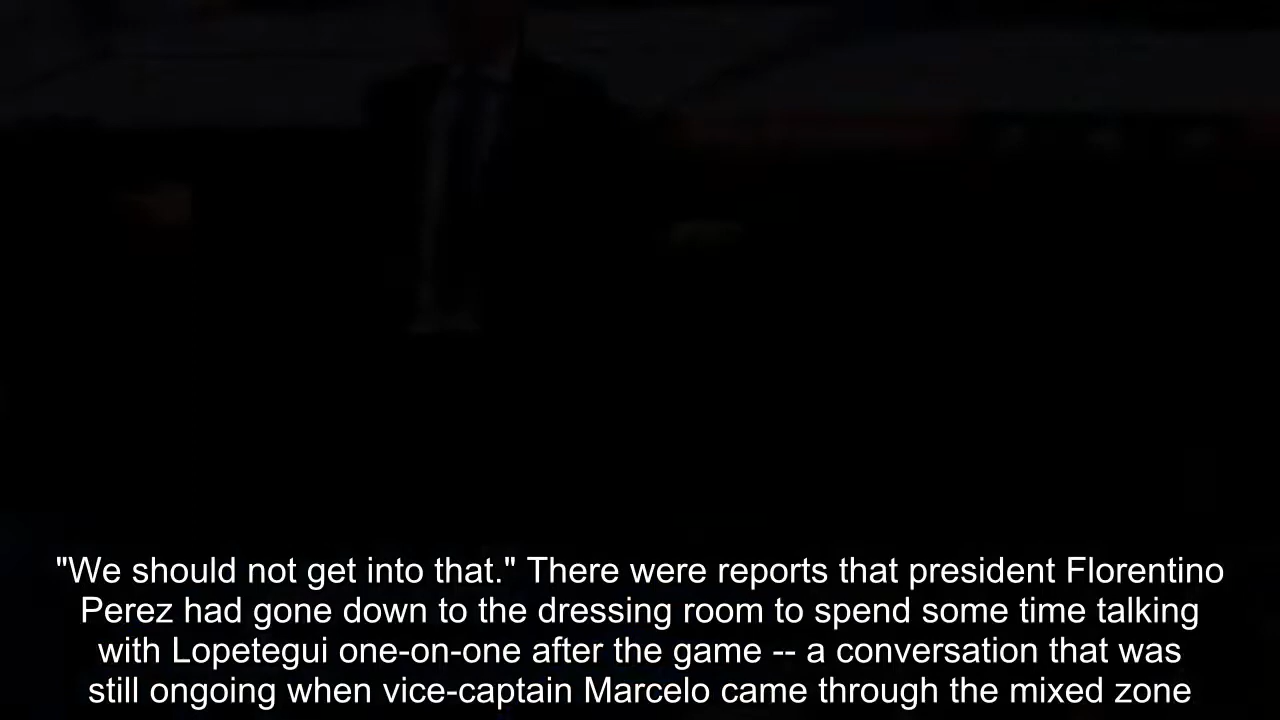 "We should not get into that." There were reports that president Florentino
Perez had gone down to the dressing room to spend some time talking
with Lopetegui one-on-one after the game -- a conversation that was
still ongoing when vice-captain Marcelo came through the mixed zone